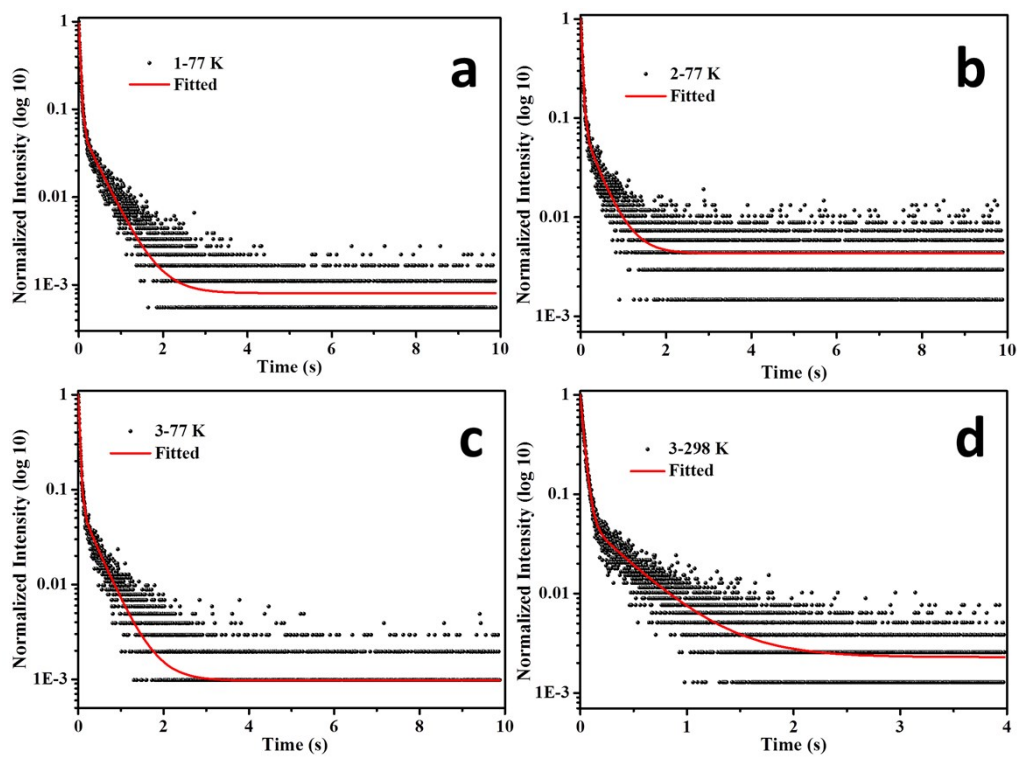 a
1-77 K
Fitted
Normalized Intensity (log 10)
1
0.1
0.01
1E-3
0 2 4 6 8 10
Time (s)
b
2-77 K
Fitted
Normalized Intensity (log 10)
1
0.1
0.01
1E-3
0 2 4 6 8 10
Time (s)
c
3-77 K
Fitted
Normalized Intensity (log 10)
1
0.1
0.01
1E-3
0 2 4 6 8 10
Time (s)
d
3-298 K
Fitted
Normalized Intensity (log 10)
1
0.1
0.01
1E-3
0 1 2 3 4
Time (s)